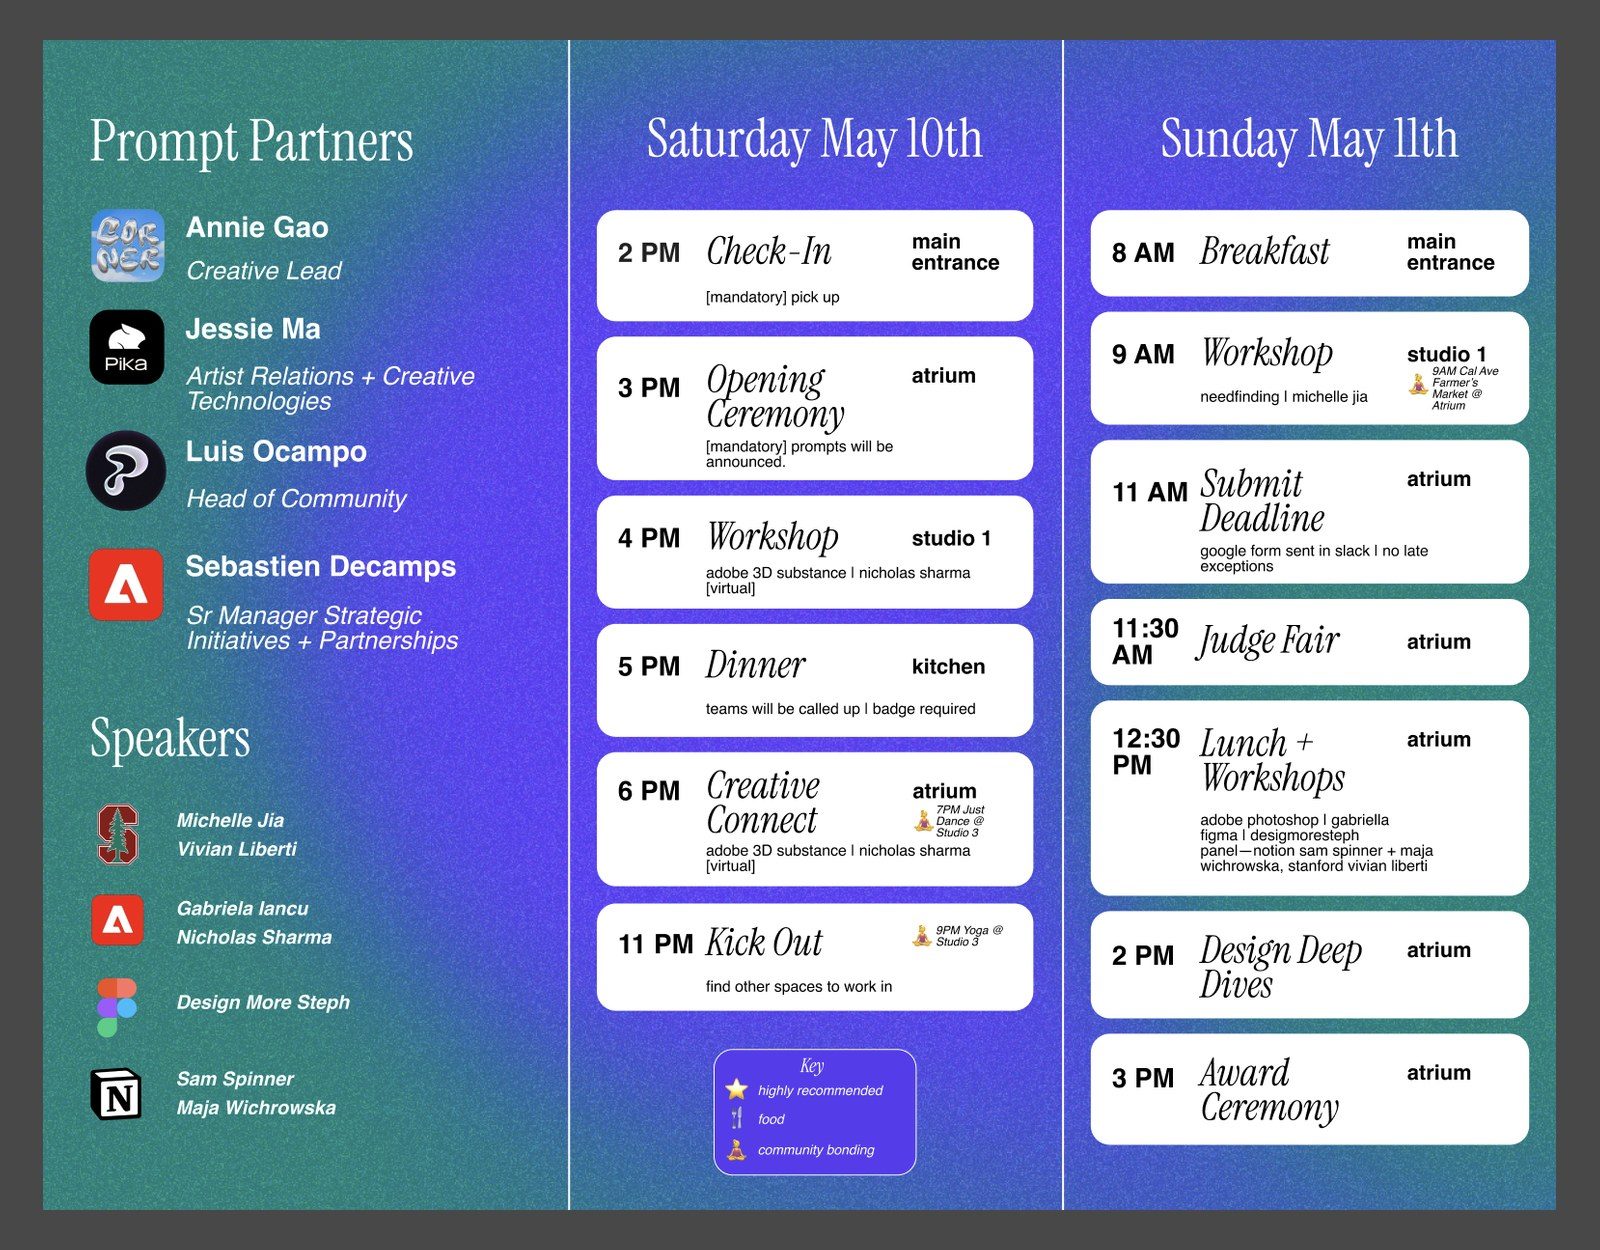 Prompt Partners
COR
NER
Annie Gao
Creative Lead
Pika
Jessie Ma
Artist Relations + Creative
Technologies
Luis Ocampo
Head of Community
Sebastien Decamps
Sr Manager Strategic
Initiatives + Partnerships
Speakers
S
Michelle Jia
Vivian Liberti
Gabriela Iancu
Nicholas Sharma
Design More Steph
N
Sam Spinner
Maja Wichrowska
Saturday May 10th
2 PM Check-In main
entrance
[mandatory] pick up
3 PM Opening atrium
Ceremony
[mandatory] prompts will be
announced.
4 PM Workshop studio 1
adobe 3D substance | nicholas sharma
[virtual]
5 PM Dinner kitchen
teams will be called up | badge required
6 PM Creative atrium
Connect
7PM Just
Dance @
Studio 3
adobe 3D substance | nicholas sharma
[virtual]
11 PM Kick Out
9PM Yoga @
Studio 3
find other spaces to work in
Key
highly recommended
food
community bonding
Sunday May 11th
8 AM Breakfast main
entrance
9 AM Workshop studio 1
9AM Cal Ave
Farmer's
Market @
Atrium
needfinding | michelle jia
11 AM Submit atrium
Deadline
google form sent in slack | no late
exceptions
11:30
AM Judge Fair atrium
12:30
PM Lunch + atrium
Workshops
adobe photoshop | gabriella
figma | designmoresteph
panel—notion sam spinner + maja
wichrowska, stanford vivian liberti
2 PM Design Deep atrium
Dives
3 PM Award atrium
Ceremony